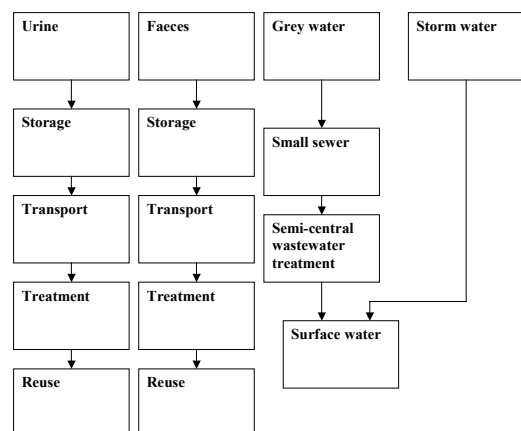 Urine
Faeces
Grey water
Storm water
Storage
Storage
Small sewer
Transport
Transport
Semi-central
wastewater
treatment
Treatment
Treatment
Surface water
Reuse
Reuse